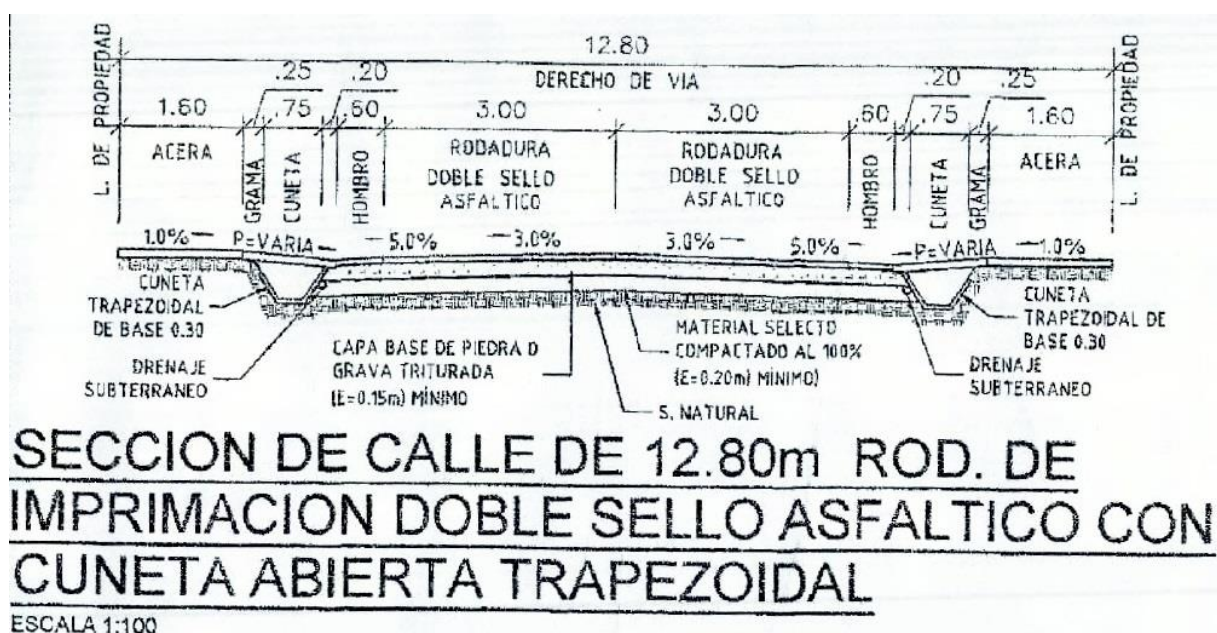 12.80
DERECHO DE VIA
L. DE PROPIEDAD
L. DE PROPIEDAD
.25 .20 .20 .25
1.60 .75 .60 3.00 3.00 .60 .75 1.60
ACERA
GRAMA
CUNETA
HOMBRO
RODADURA
DOBLE SELLO
ASFALTICO
RODADURA
DOBLE SELLO
ASFALTICO
HOMBRO
CUNETA
GRAMA
ACERA
1.0% P=VARIA 5.0% 3.0% 3.0% 5.0% P=VARIA 1.0%
CUNETA
TRAPEZOIDAL
DE BASE 0.30
DRENAJE
SUBTERRANEO
CAPA BASE DE PIEDRA O
GRAVA TRITURADA
(E=0.15m) MÍNIMO
MATERIAL SELECTO
COMPACTADO AL 100%
(E=0.20m) MÍNIMO)
S. NATURAL
CUNETA
TRAPEZOIDAL DE
BASE 0.30
DRENAJE
SUBTERRANEO
SECCION DE CALLE DE 12.80m ROD. DE
IMPRIMACION DOBLE SELLO ASFALTICO CON
CUNETA ABIERTA TRAPEZOIDAL
ESCALA 1:100